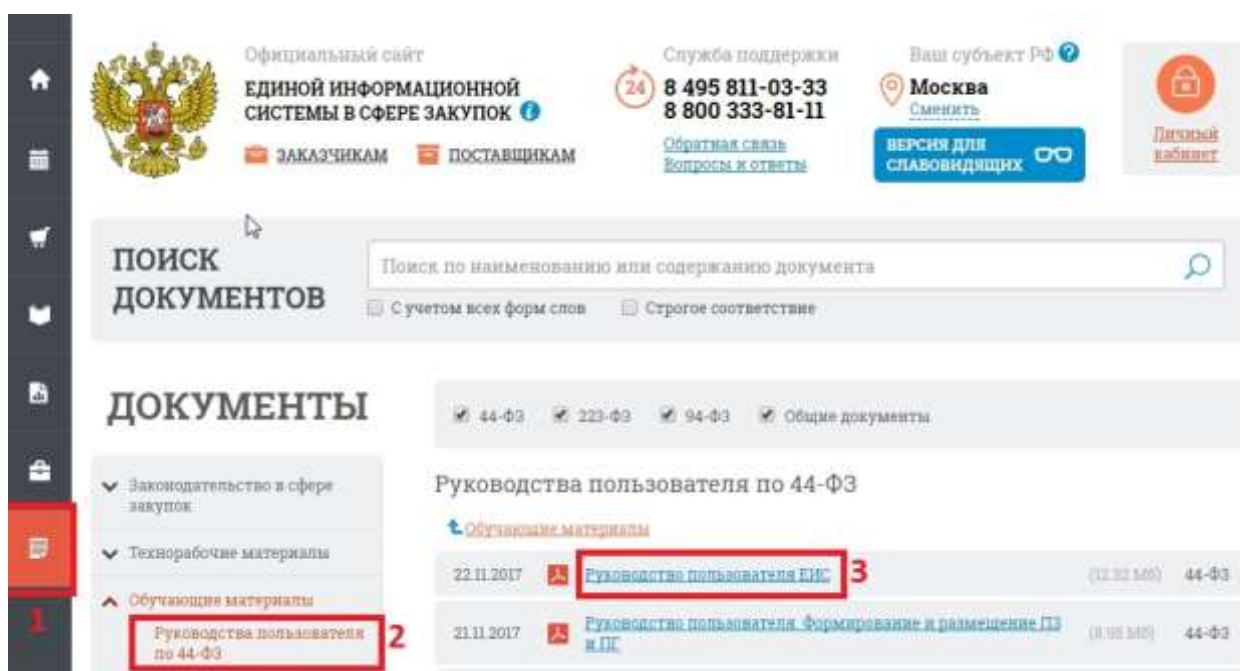 Официальный сайт
ЕДИНОЙ ИНФОРМАЦИОННОЙ
СИСТЕМЫ В СФЕРЕ ЗАКУПОК
ЗАКАЗЧИКАМ
ПОСТАВЩИКАМ
24
Служба поддержки
8 495 811-03-33
8 800 333-81-11
Обратная связь
Вопросы и ответы
Ваш субъект РФ ?
Москва
Сменить
ВЕРСИЯ ДЛЯ
СЛАБОВИДЯЩИХ
Личный
кабинет
ПОИСК
ДОКУМЕНТОВ
Поиск по наименованию или содержанию документа
С учетом всех форм слов
Строгое соответствие
ДОКУМЕНТЫ
44-ФЗ
223-ФЗ
94-ФЗ
Общие документы
Законодательство в сфере
закупок
Технорабочие материалы
Обучающие материалы
Руководства пользователя
по 44-ФЗ
1
2
Руководства пользователя по 44-ФЗ
Обучающие материалы
22.11.2017 Руководство пользователя ЕИС 3 44-ФЗ
21.11.2017 Руководство пользователя. Формирование и размещение ПЗ 44-ФЗ
и ПГ